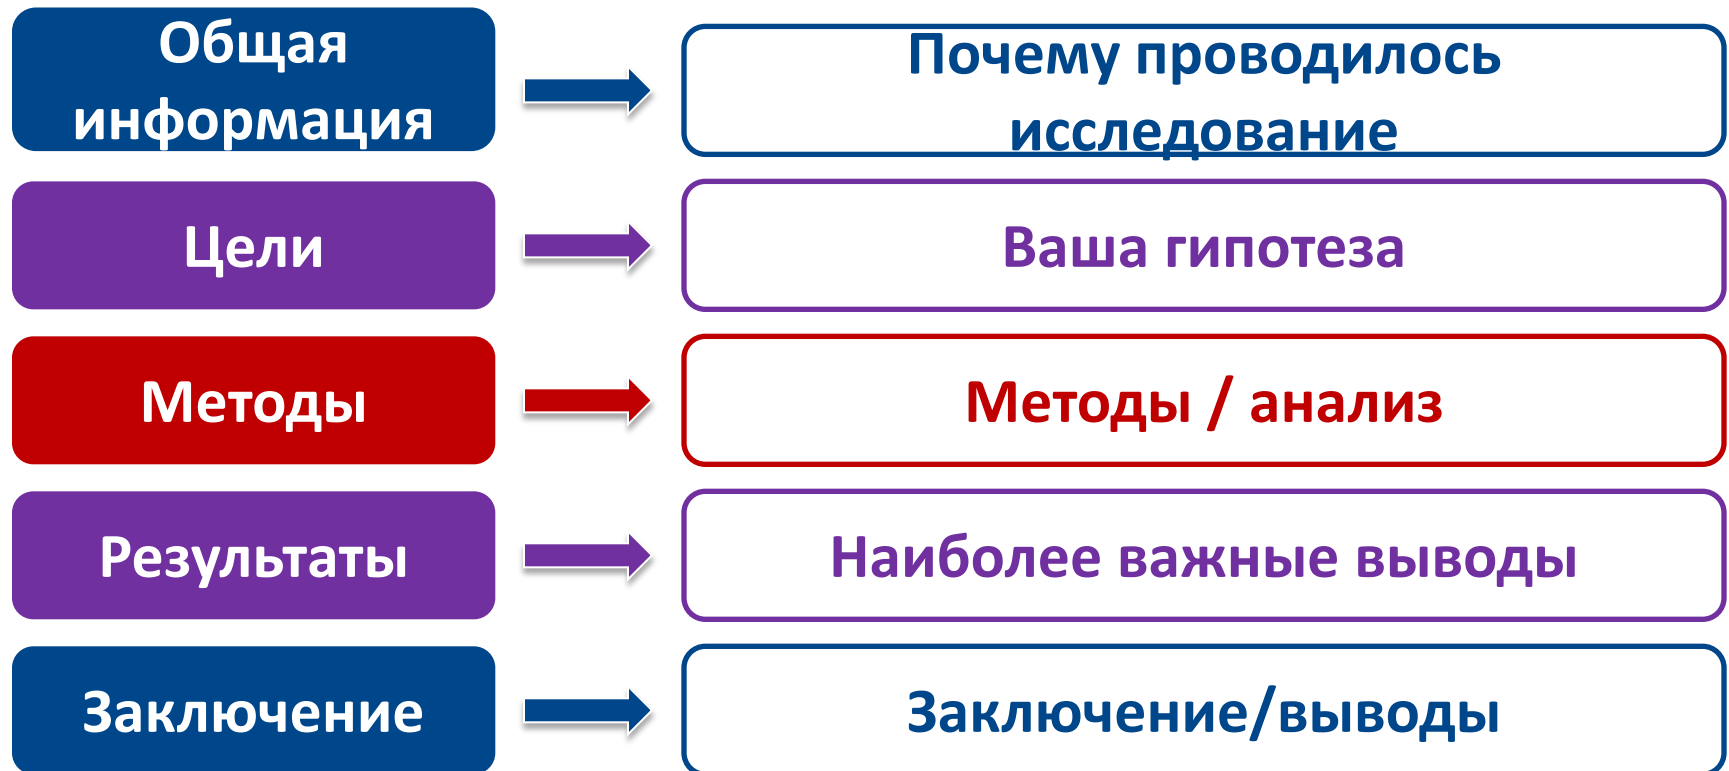 Общая
информация
Почему проводилось
исследование
Цели
Ваша гипотеза
Методы
Методы / анализ
Результаты
Наиболее важные выводы
Заключение
Заключение/выводы